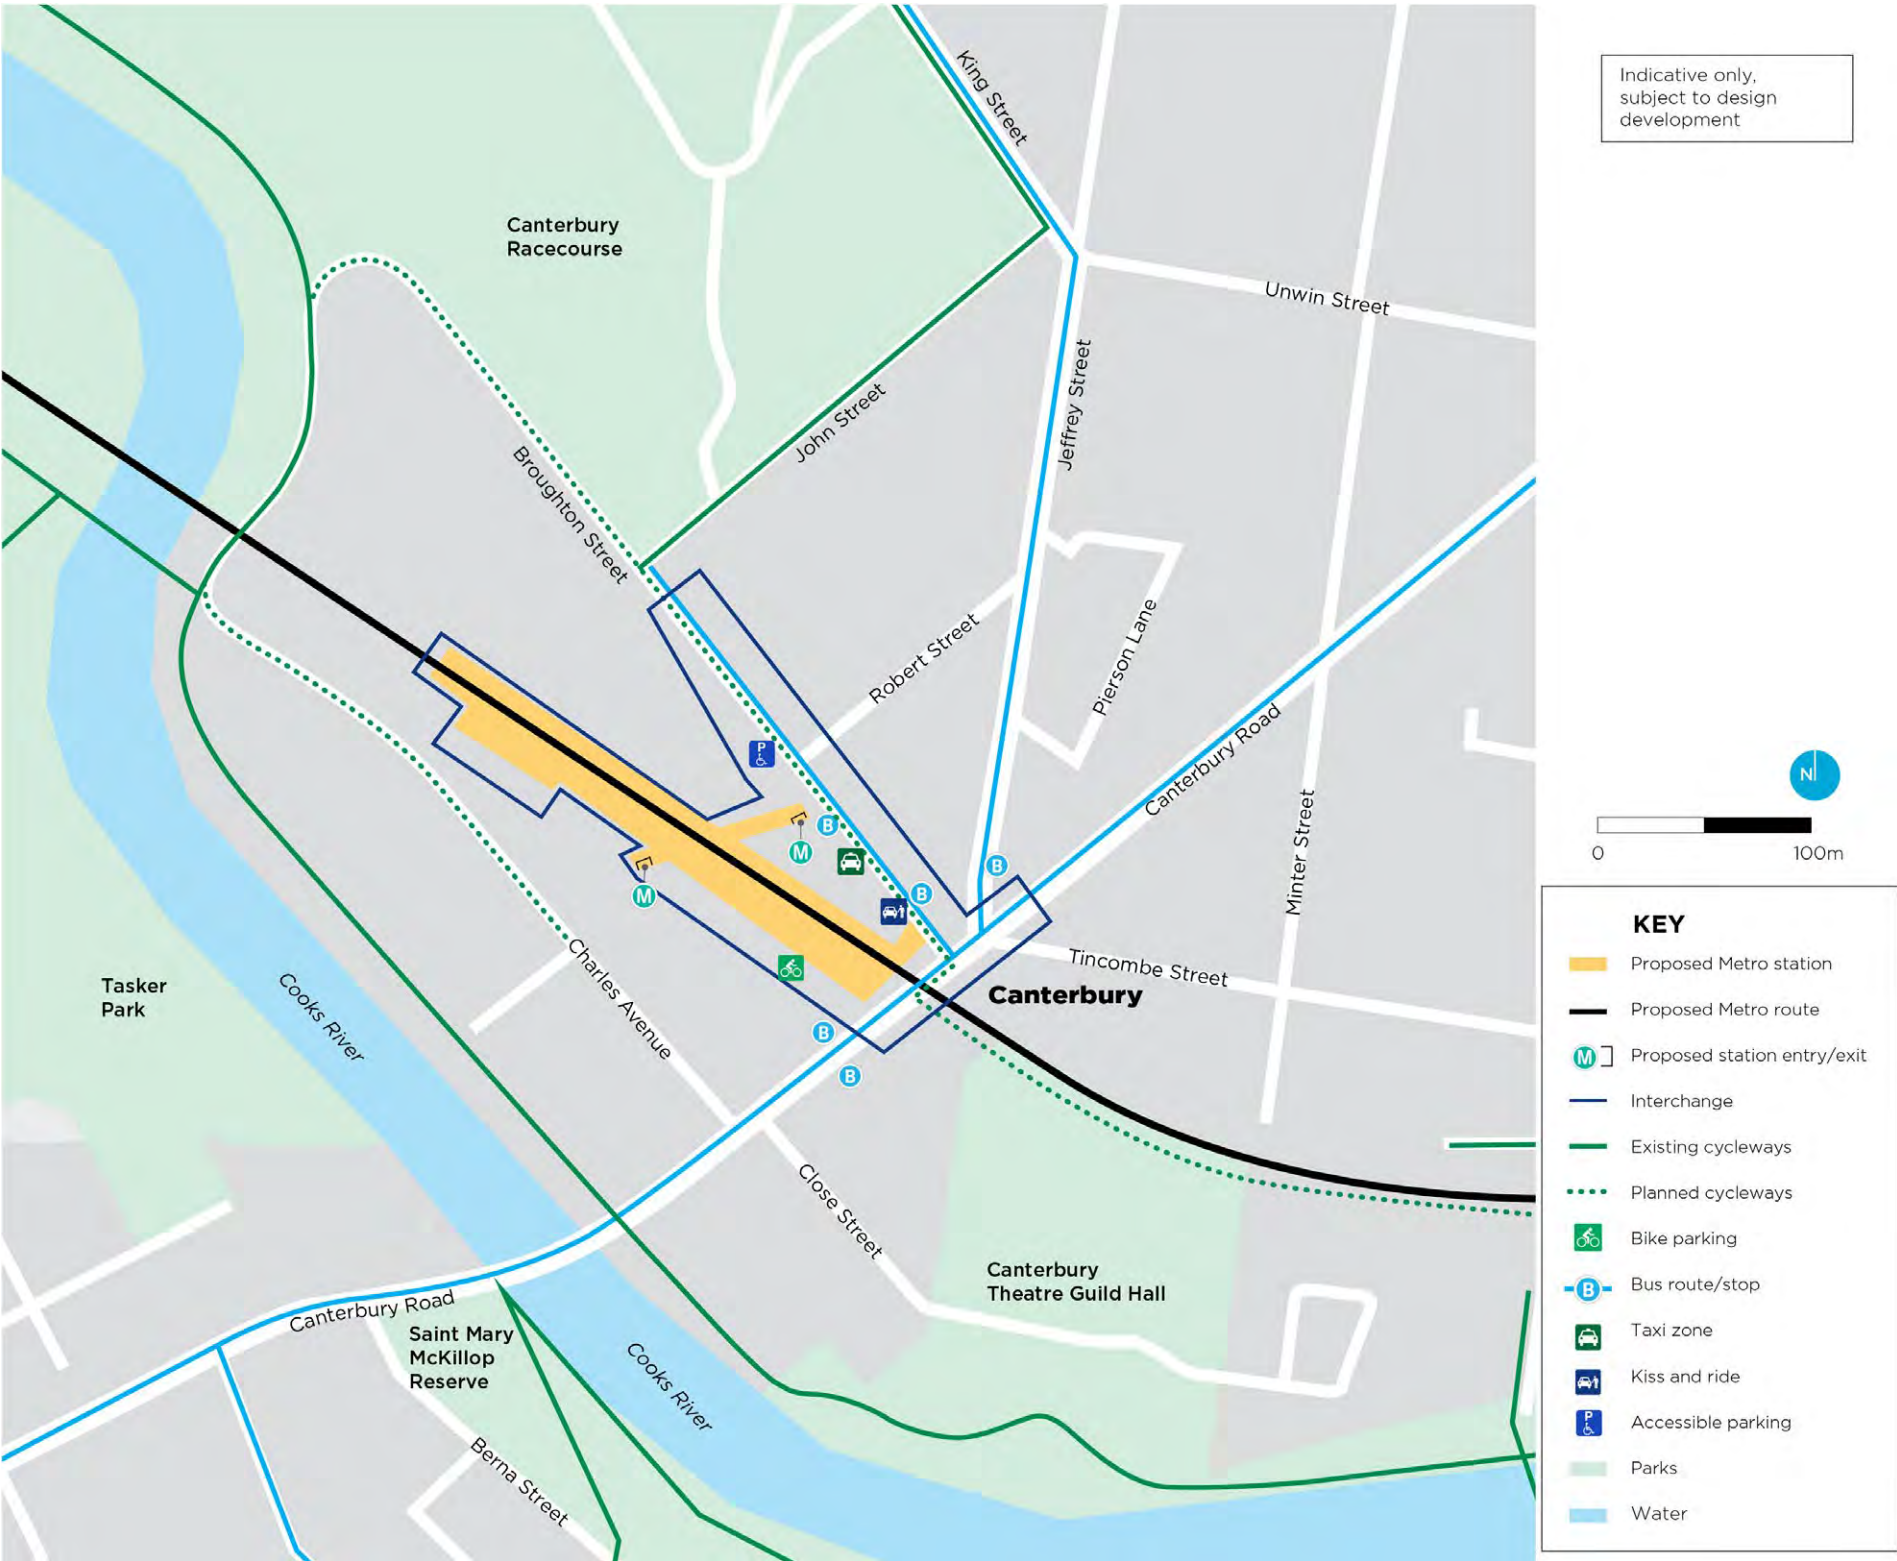 King Street
Indicative only,
subject to design
development
Canterbury
Racecourse
Unwin Street
Jeffrey Street
John Street
Broughton Street
Robert Street
Pierson Lane
Canterbury Road
Minter Street
N
0 100m
P
B
M
B
B
M
Tincombe Street
Canterbury
Charles Avenue
B
B
Tasker
Park
Cooks River
Close Street
Canterbury
Theatre Guild Hall
Canterbury Road
Saint Mary
McKillop
Reserve
Cooks River
Berna Street
KEY
Proposed Metro station
Proposed Metro route
M Proposed station entry/exit
Interchange
Existing cycleways
Planned cycleways
Bike parking
B Bus route/stop
Taxi zone
Kiss and ride
P Accessible parking
Parks
Water